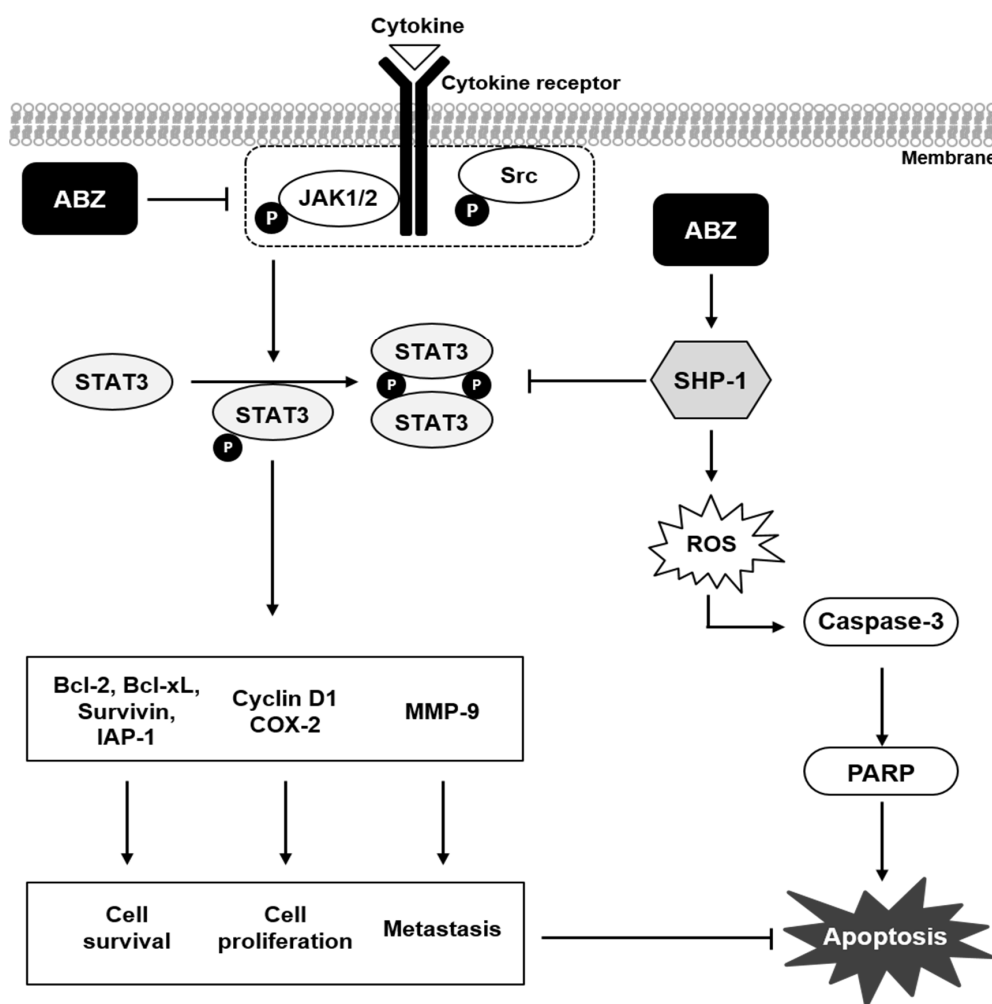 Cytokine
Cytokine receptor
Membrane
ABZ
JAK1/2
P
Src
P
ABZ
STAT3
STAT3
P
STAT3
P
P
STAT3
SHP-1
ROS
Caspase-3
PARP
Bcl-2, Bcl-xL,
Survivin,
IAP-1
Cyclin D1
COX-2
MMP-9
Cell
survival
Cell
proliferation
Metastasis
Apoptosis